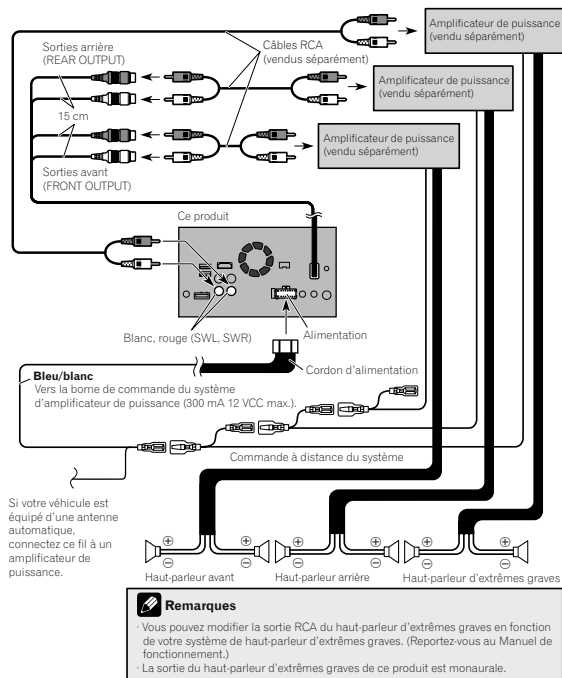 Sorties arrière
(REAR OUTPUT)
Câbles RCA
(vendus séparément)
Amplificateur de puissance
(vendu séparément)
Amplificateur de puissance
(vendu séparément)
15 cm
Amplificateur de puissance
(vendu séparément)
Sorties avant
(FRONT OUTPUT)
Ce produit
Blanc, rouge (SWL, SWR)
Alimentation
Cordon d'alimentation
Bleu/blanc
Vers la borne de commande du système
d'amplificateur de puissance (300 mA 12 VCC max.).
Commande à distance du système
Si votre véhicule est
équipé d'une antenne
automatique,
connectez ce fil à un
amplificateur de
puissance.
Haut-parleur avant
Haut-parleur arrière
Haut-parleur d'extrêmes graves
Remarques
· Vous pouvez modifier la sortie RCA du haut-parleur d'extrêmes graves en fonction
de votre système de haut-parleur d'extrêmes graves. (Reportez-vous au Manuel de
fonctionnement.)
· La sortie du haut-parleur d'extrêmes graves de ce produit est monaurale.